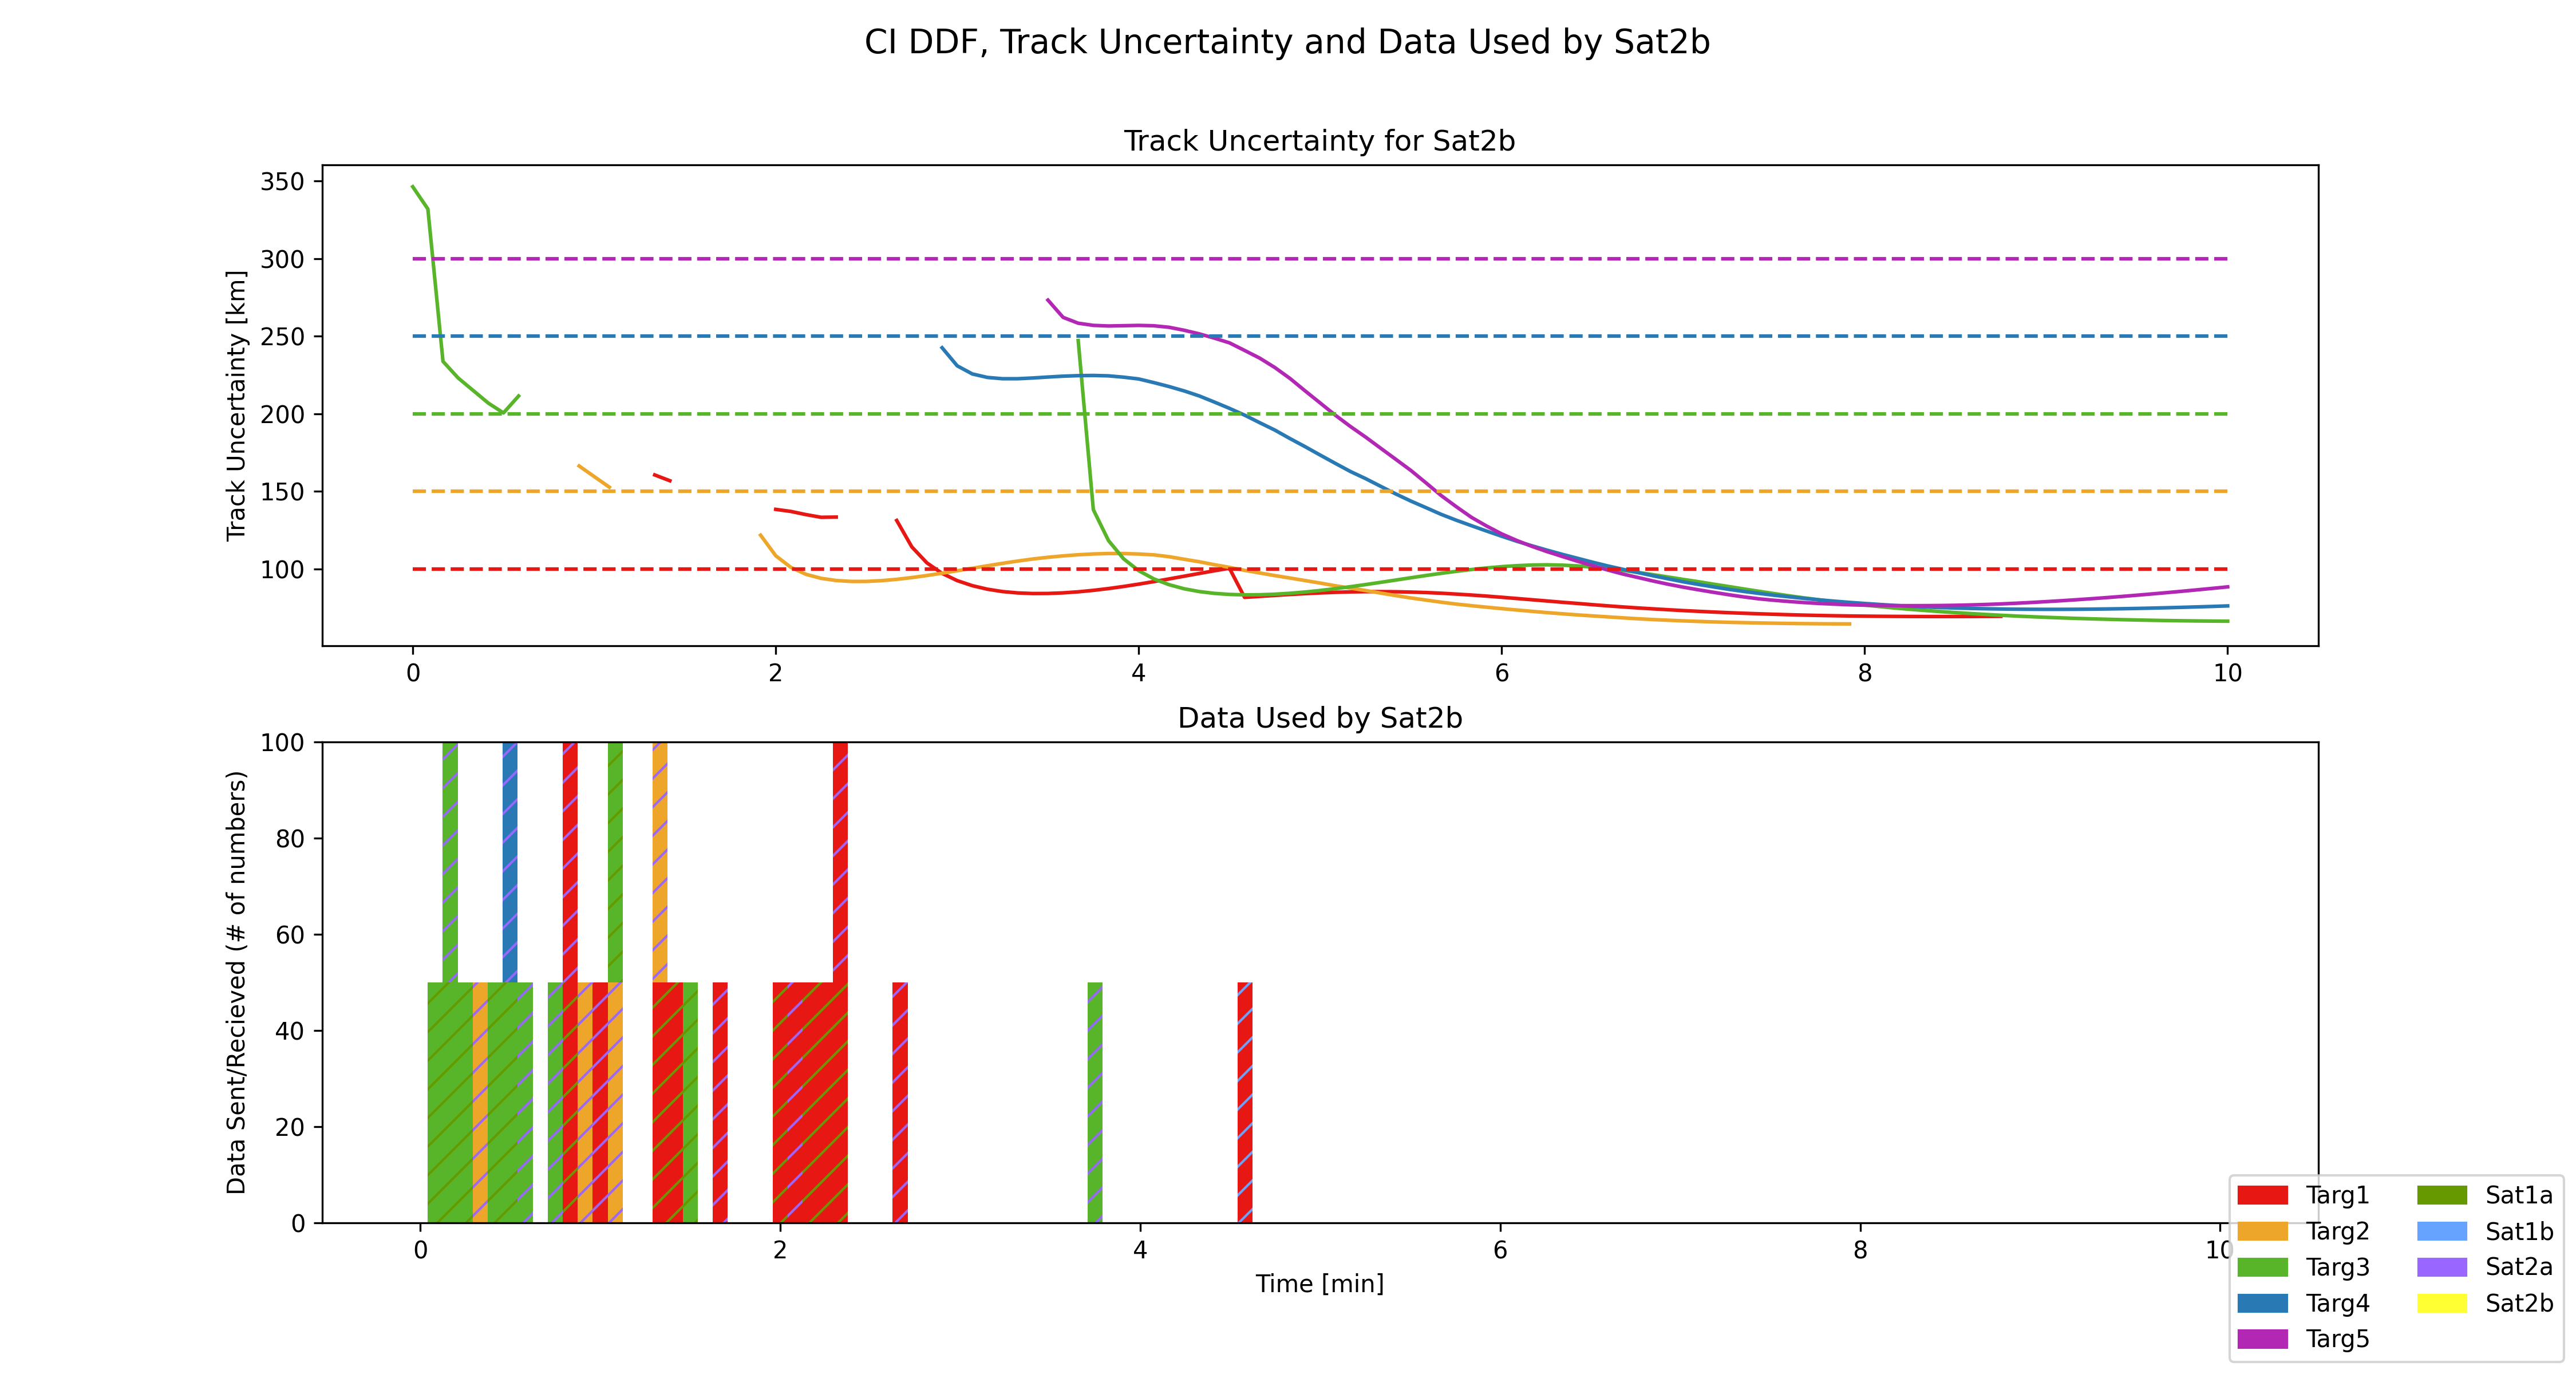 CI DDF, Track Uncertainty and Data Used by Sat2b
Track Uncertainty for Sat2b
Track Uncertainty [km]
350
300
250
200
150
100
0 2 4 6 8 10
Data Used by Sat2b
Data Sent/Recieved (# of numbers)
100
80
60
40
20
0
0 2 4 6 8 10
Time [min]
Targ1 Sat1a
Targ2 Sat1b
Targ3 Sat2a
Targ4 Sat2b
Targ5